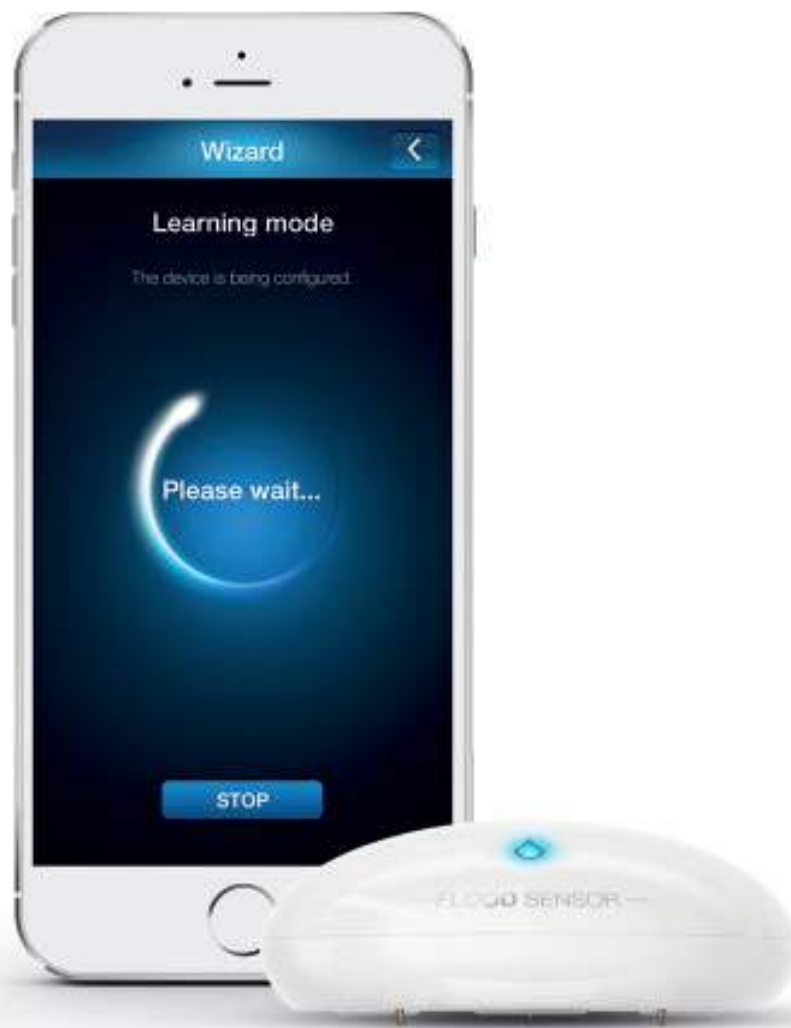 Wizard
Learning mode
The device is being configured.
Please wait...
STOP
FLOOD SENSOR